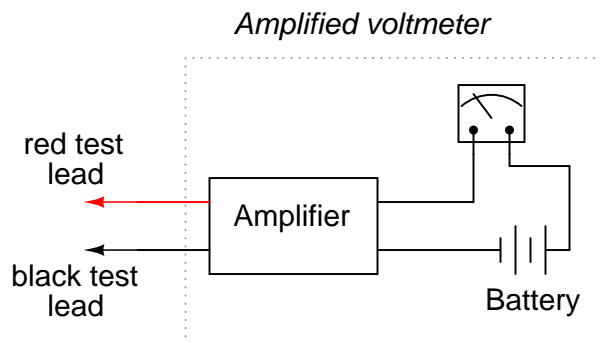 Amplified voltmeter
red test
lead
Amplifier
black test
lead
Battery